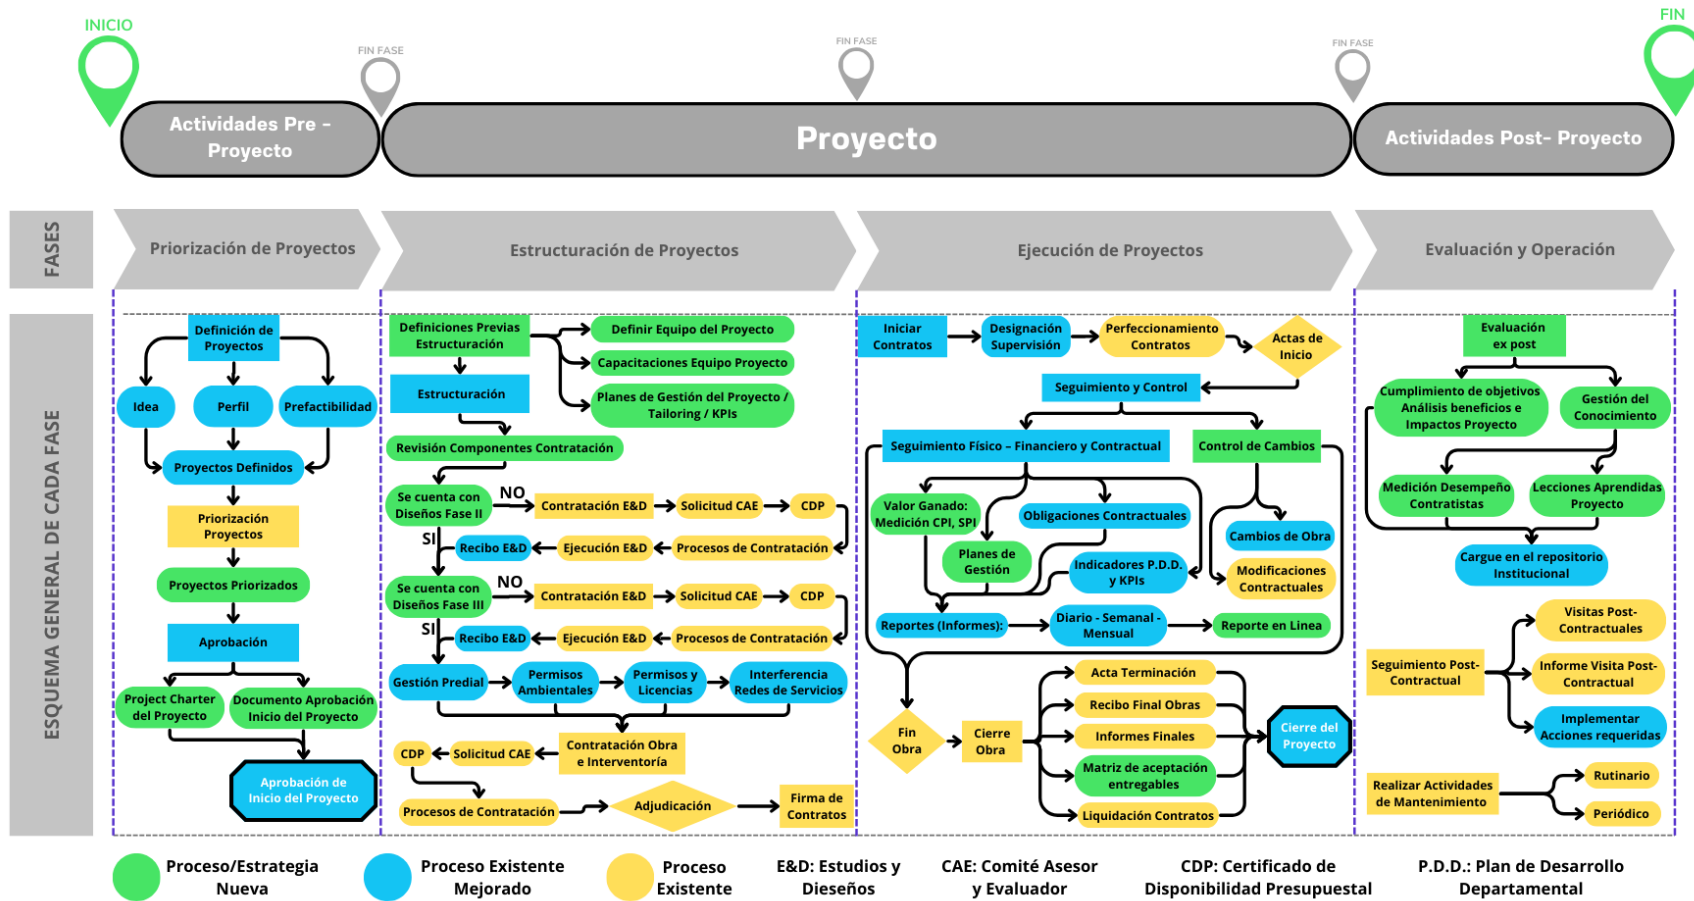 INICIO
FIN FASE
FIN FASE
FIN FASE
FIN
Actividades Pre -
Proyecto
Proyecto
Actividades Post- Proyecto
FASES
Priorización de Proyectos
Estructuración de Proyectos
Ejecución de Proyectos
Evaluación y Operación
ESQUEMA GENERAL DE CADA FASE
Definición de
Proyectos
Idea
Perfil
Prefactibilidad
Proyectos Definidos
Priorización
Proyectos
Proyectos Priorizados
Aprobación
Project Charter
del Proyecto
Documento Aprobación
Inicio del Proyecto
Aprobación de
Inicio del Proyecto
Definiciones Previas
Estructuración
Definir Equipo del Proyecto
Capacitaciones Equipo Proyecto
Planes de Gestión del Proyecto /
Tailoring / KPIs
Estructuración
Revisión Componentes Contratación
Se cuenta con
Diseños Fase II
NO
Contratación E&D
Solicitud CAE
CDP
SI
Recibo E&D
Ejecución E&D
Procesos de Contratación
Se cuenta con
Diseños Fase III
NO
Contratación E&D
Solicitud CAE
CDP
SI
Recibo E&D
Ejecución E&D
Procesos de Contratación
Gestión Predial
Permisos
Ambientales
Permisos y
Licencias
Interferencia
Redes de Servicios
CDP
Solicitud CAE
Contratación Obra
e Interventoría
Procesos de Contratación
Adjudicación
Firma de
Contratos
Iniciar
Contratos
Designación
Supervisión
Perfeccionamiento
Contratos
Actas de
Inicio
Seguimiento y Control
Seguimiento Físico – Financiero y Contractual
Control de Cambios
Valor Ganado:
Medición CPI, SPI
Obligaciones Contractuales
Cambios de Obra
Planes de
Gestión
Indicadores P.D.D.
y KPIs
Modificaciones
Contractuales
Reportes (Informes):
Diario - Semanal -
Mensual
Reporte en Linea
Fin
Obra
Cierre
Obra
Acta Terminación
Recibo Final Obras
Informes Finales
Matriz de aceptación
entregables
Liquidación Contratos
Cierre del
Proyecto
Evaluación
ex post
Cumplimiento de objetivos
Análisis beneficios e
Impactos Proyecto
Gestión del
Conocimiento
Medición Desempeño
Contratistas
Lecciones Aprendidas
Proyecto
Cargue en el repositorio
Institucional
Seguimiento Post-
Contractual
Visitas Post-
Contractuales
Informe Visita Post-
Contractual
Implementar
Acciones requeridas
Realizar Actividades
de Mantenimiento
Rutinario
Periódico
Proceso/Estrategia
Nueva
Proceso Existente
Mejorado
Proceso
Existente
E&D: Estudios y
Dieseños
CAE: Comité Asesor
y Evaluador
CDP: Certificado de
Disponibilidad Presupuestal
P.D.D.: Plan de Desarrollo
Departamental